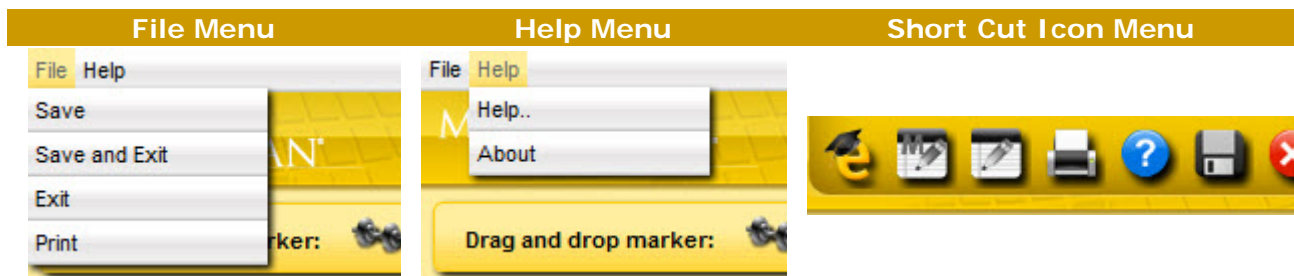 File Menu
Help Menu
Short Cut Icon Menu
File Help
Save
Save and Exit
Exit
Print
File Help
Help..
About
Drag and drop marker: